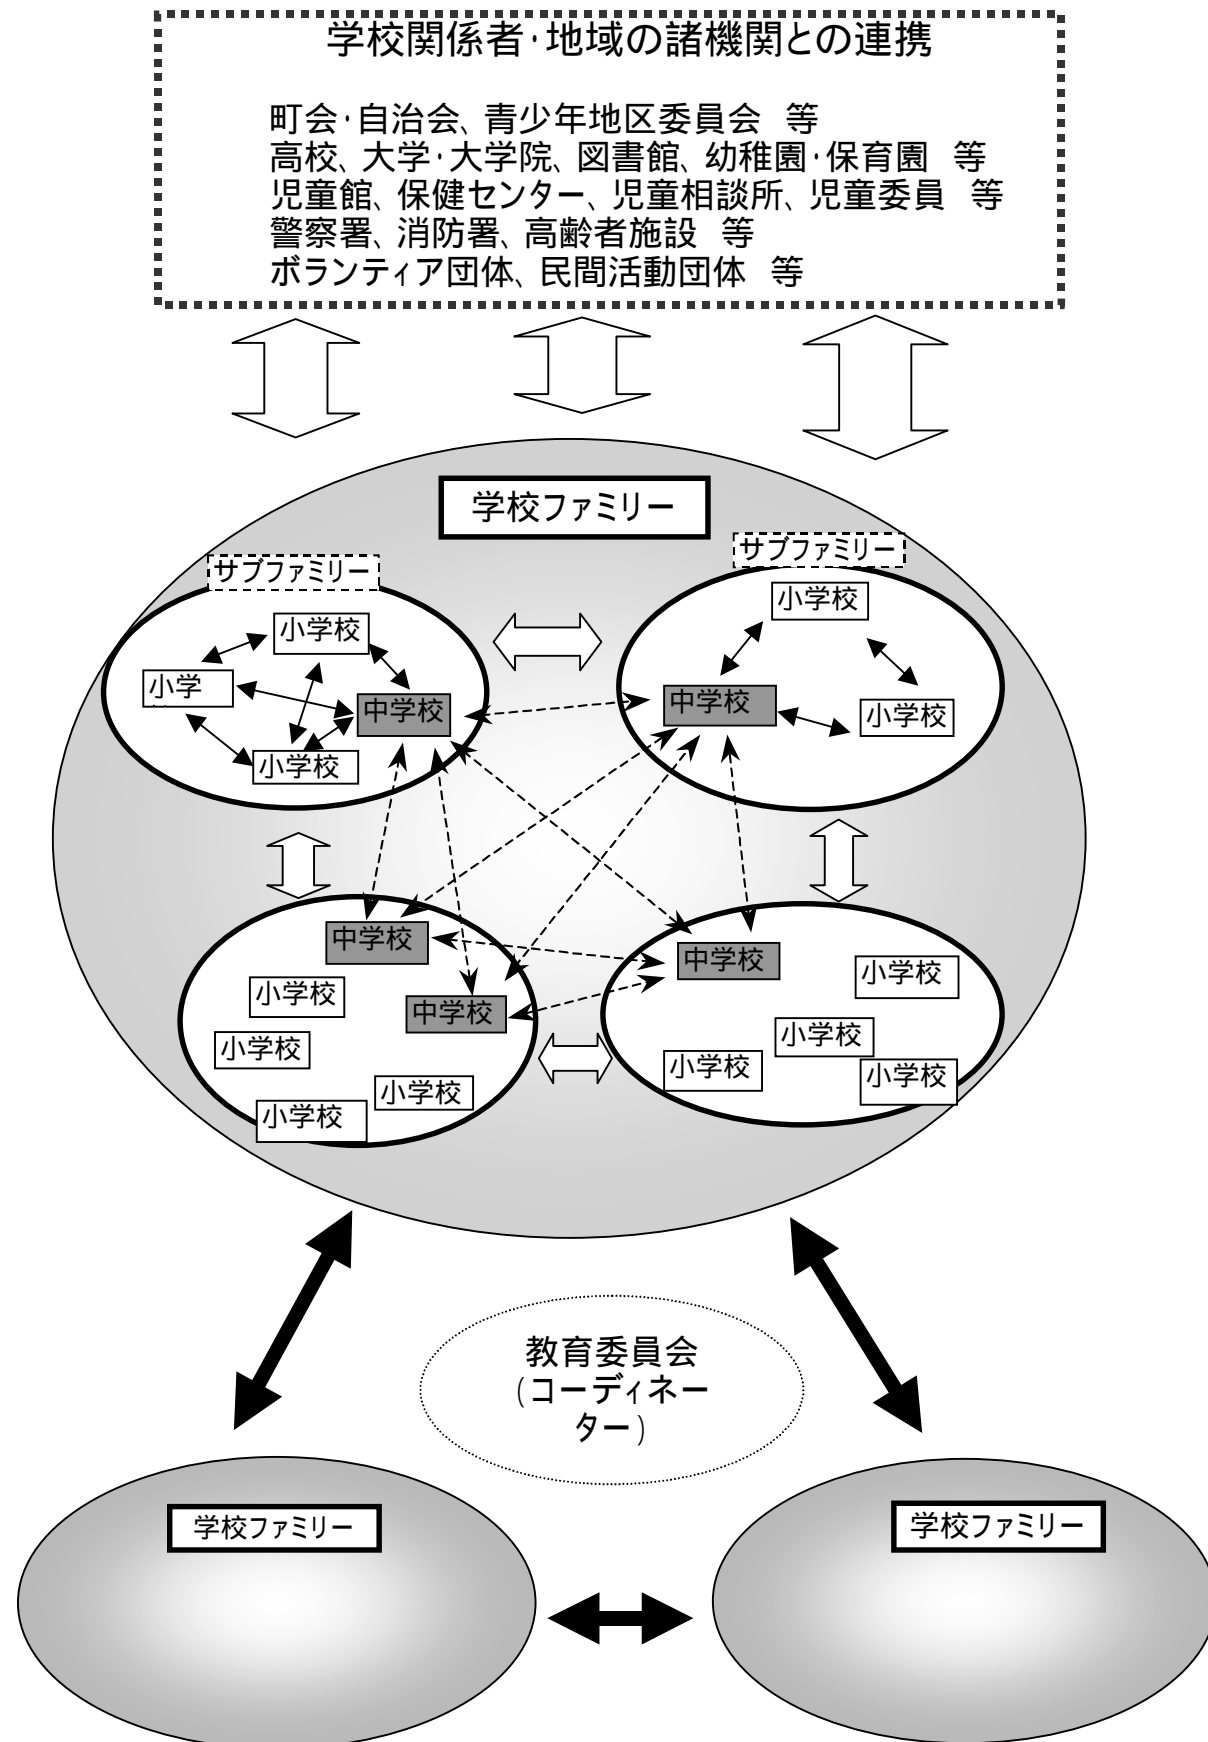 学校関係者・地域の諸機関との連携
町会・自治会、青少年地区委員会 等
高校、大学・大学院、図書館、幼稚園・保育園 等
児童館、保健センター、児童相談所、児童委員 等
警察署、消防署、高齢者施設 等
ボランティア団体、民間活動団体 等
学校ファミリー
サブファミリー
小学校
小学
中学校
小学校
サブファミリー
小学校
中学校
小学校
中学校
小学校
中学校
小学校
小学校
小学校
中学校
小学校
小学校
小学校
小学校
教育委員会
(コーディネー
ター)
学校ファミリー
学校ファミリー